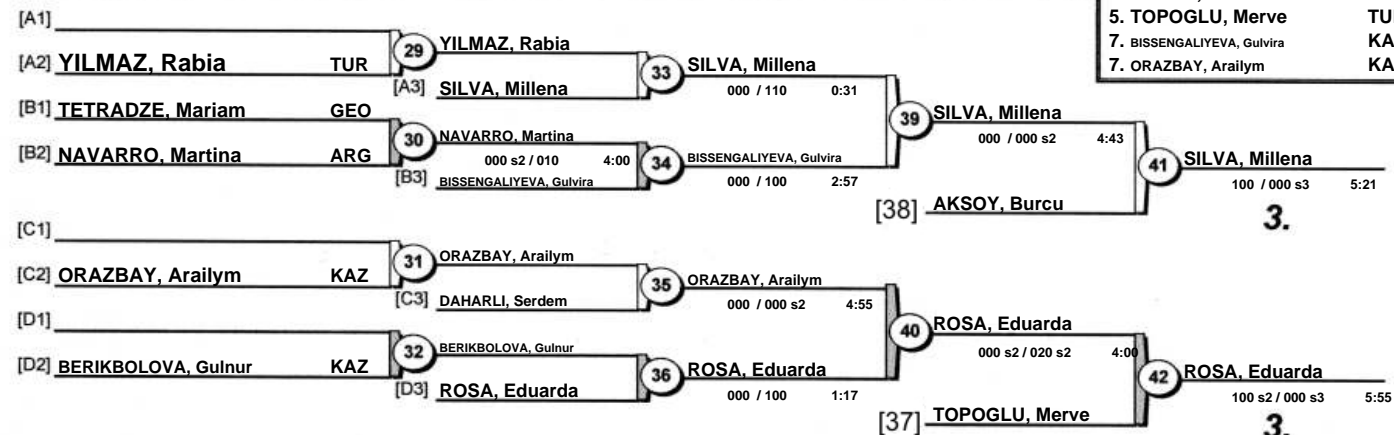 5. TOPOGLU, Merve
7. BISSENGALIYEVA, Gulvira KA
7. ORAZBAY, Arailym KA
[A1]
[A2] YILMAZ, Rabia TUR
29
YILMAZ, Rabia
[A3] SILVA, Millena
33
SILVA, Millena
000 / 110 0:31
[B1] TETRADZE, Mariam GEO
[B2] NAVARRO, Martina ARG
30
NAVARRO, Martina
000 s2 / 010 4:00
[B3] BISSENGALIYEVA, Gulvira
34
BISSENGALIYEVA, Gulvira
000 / 100 2:57
39
SILVA, Millena
000 / 000 s2 4:43
[38] AKSOY, Burcu
41
SILVA, Millena
100 / 000 s3 5:21
3.
[C1]
[C2] ORAZBAY, Arailym KAZ
31
ORAZBAY, Arailym
[C3] DAHARLI, Serdem
35
ORAZBAY, Arailym
000 / 000 s2 4:55
[D1]
[D2] BERIKBOLOVA, Gulnur KAZ
32
BERIKBOLOVA, Gulnur
[D3] ROSA, Eduarda
36
ROSA, Eduarda
000 / 100 1:17
40
ROSA, Eduarda
000 s2 / 020 s2 4:00
[37] TOPOGLU, Merve
42
ROSA, Eduarda
100 s2 / 000 s3 5:55
3.